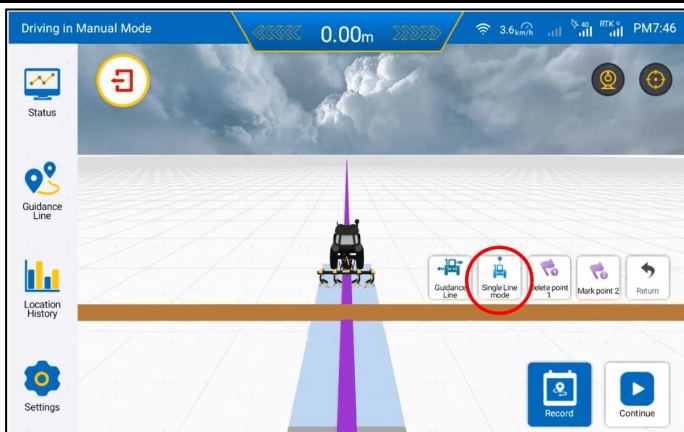 Driving in Manual Mode
0.00m
3.6km/h
40
RTK
PM7:46
Status
Guidance
Line
Location
History
Settings
Guidance
Line
Single Line
mode
Delete point
1
Mark point 2
Return
Record
Continue